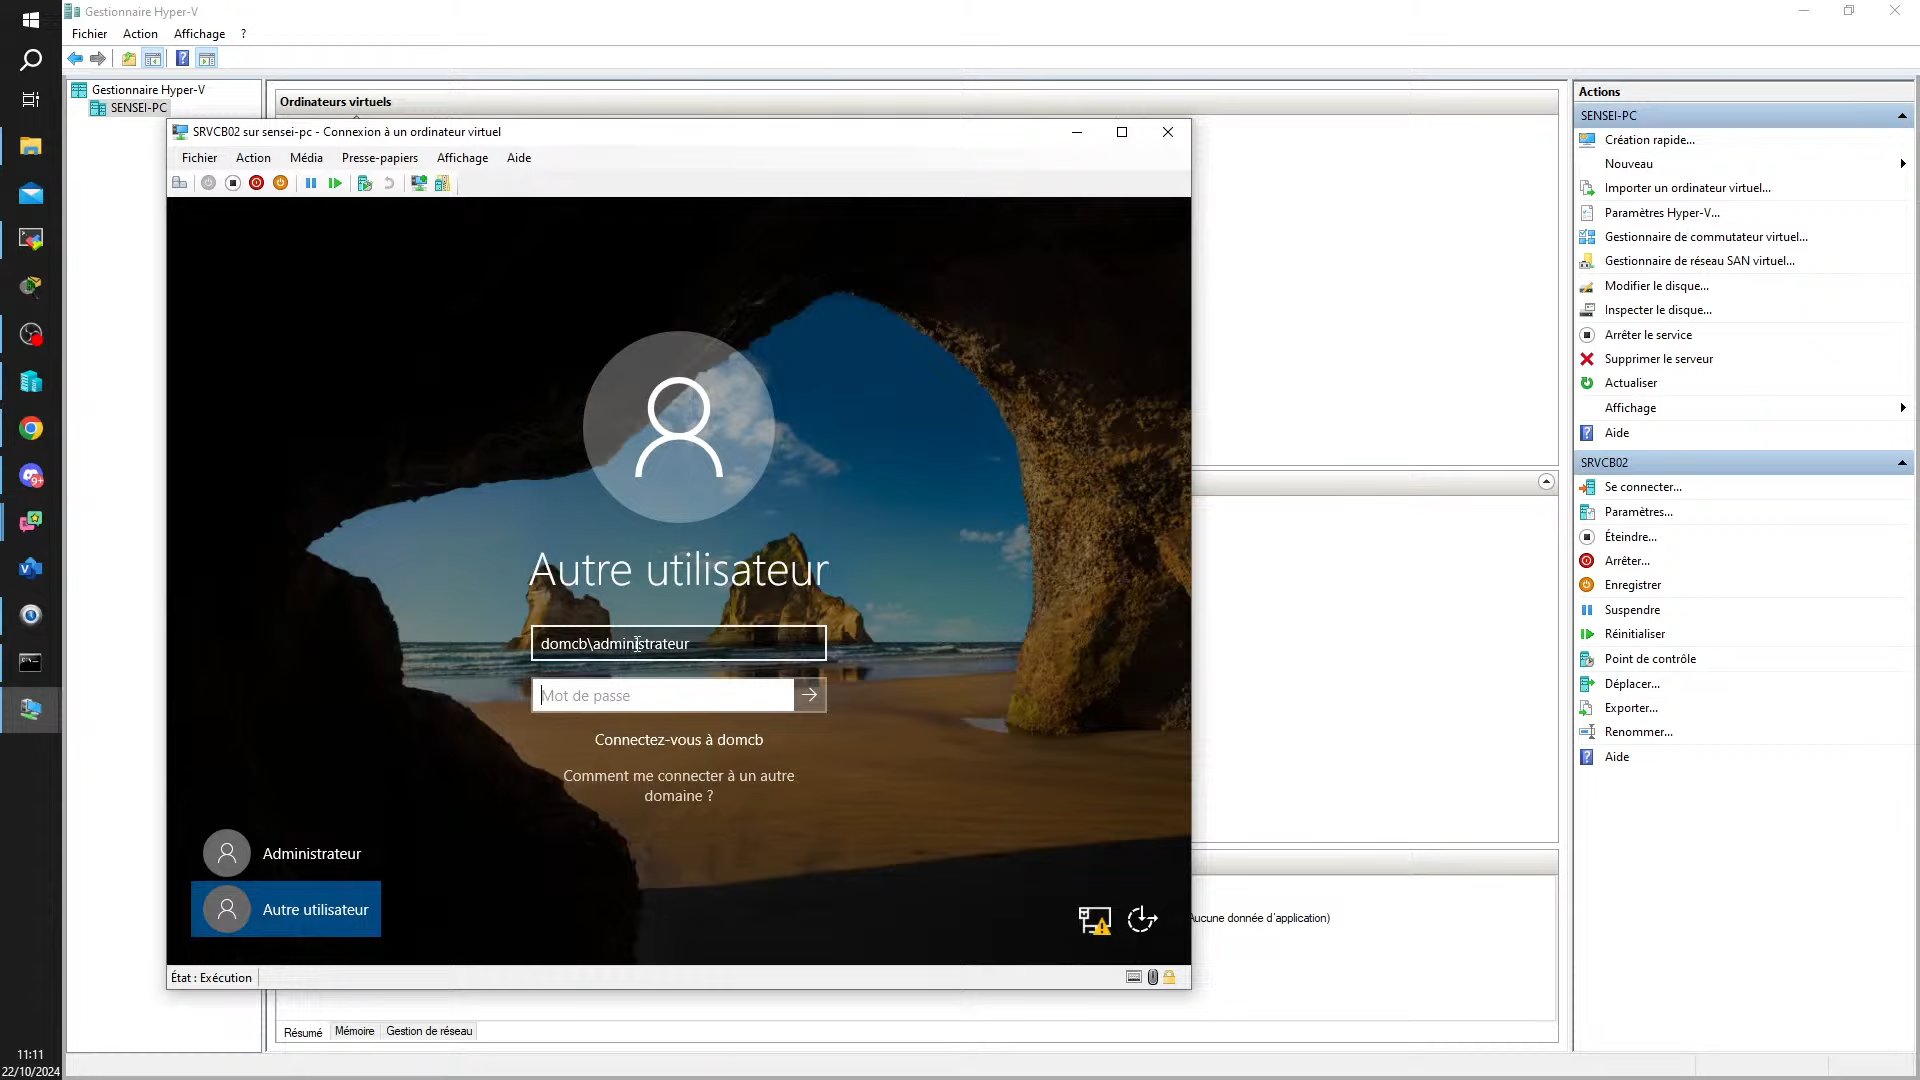 Gestionnaire Hyper-V
Fichier Action Affichage ?
Gestionnaire Hyper-V
SENSEI-PC
Ordinateurs virtuels
SRVCB02 sur sensei-pc - Connexion à un ordinateur virtuel
Fichier Action Média Presse-papiers Affichage Aide
Autre utilisateur
domcb\administrateur
Mot de passe
Connectez-vous à domcb
Comment me connecter à un autre
domaine ?
Administrateur
Autre utilisateur
État : Exécution
Aucune donnée d'application)
Résumé Mémoire Gestion de réseau
Actions
SENSEI-PC
Création rapide...
Nouveau
Importer un ordinateur virtuel...
Paramètres Hyper-V...
Gestionnaire de commutateur virtuel...
Gestionnaire de réseau SAN virtuel...
Modifier le disque...
Inspecter le disque...
Arrêter le service
Supprimer le serveur
Actualiser
Affichage
Aide
SRVCB02
Se connecter...
Paramètres...
Éteindre...
Arrêter...
Enregistrer
Suspendre
Réinitialiser
Point de contrôle
Déplacer...
Exporter...
Renommer...
Aide
9+
11:11
22/10/2024